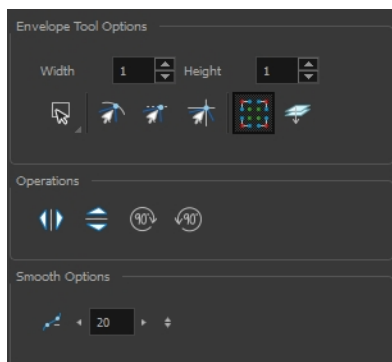 Envelope Tool Options
Width 1 Height 1
Operations
90° 90°
Smooth Options
20